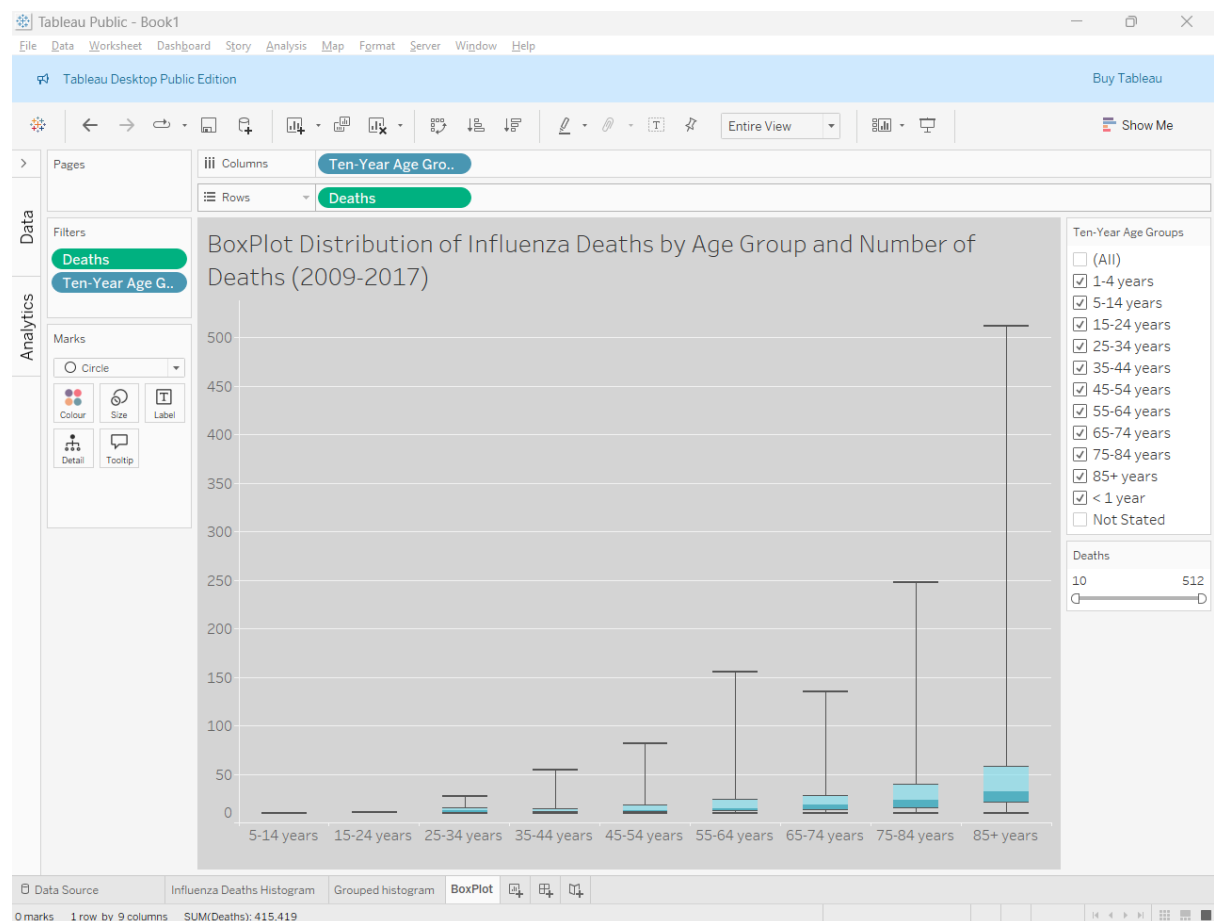 Tableau Public - Book1
File Data Worksheet Dashboard Story Analysis Map Format Server Window Help
Tableau Desktop Public Edition
Buy Tableau
T
Entire View
Show Me
Pages
Columns
Ten-Year Age Gro..
Rows
Deaths
Data
Analytics
Filters
Deaths
Ten-Year Age G..
Marks
Circle
Colour
Size
T
Label
Detail
Tooltip
BoxPlot Distribution of Influenza Deaths by Age Group and Number of
Deaths (2009-2017)
500
450
400
350
300
250
200
150
100
50
0
5-14 years 15-24 years 25-34 years 35-44 years 45-54 years 55-64 years 65-74 years 75-84 years 85+ years
Ten-Year Age Groups
(All)
1-4 years
5-14 years
15-24 years
25-34 years
35-44 years
45-54 years
55-64 years
65-74 years
75-84 years
85+ years
< 1 year
Not Stated
Deaths
10 512
Data Source Influenza Deaths Histogram Grouped histogram BoxPlot
0 marks 1 row by 9 columns SUM(Deaths): 415.419